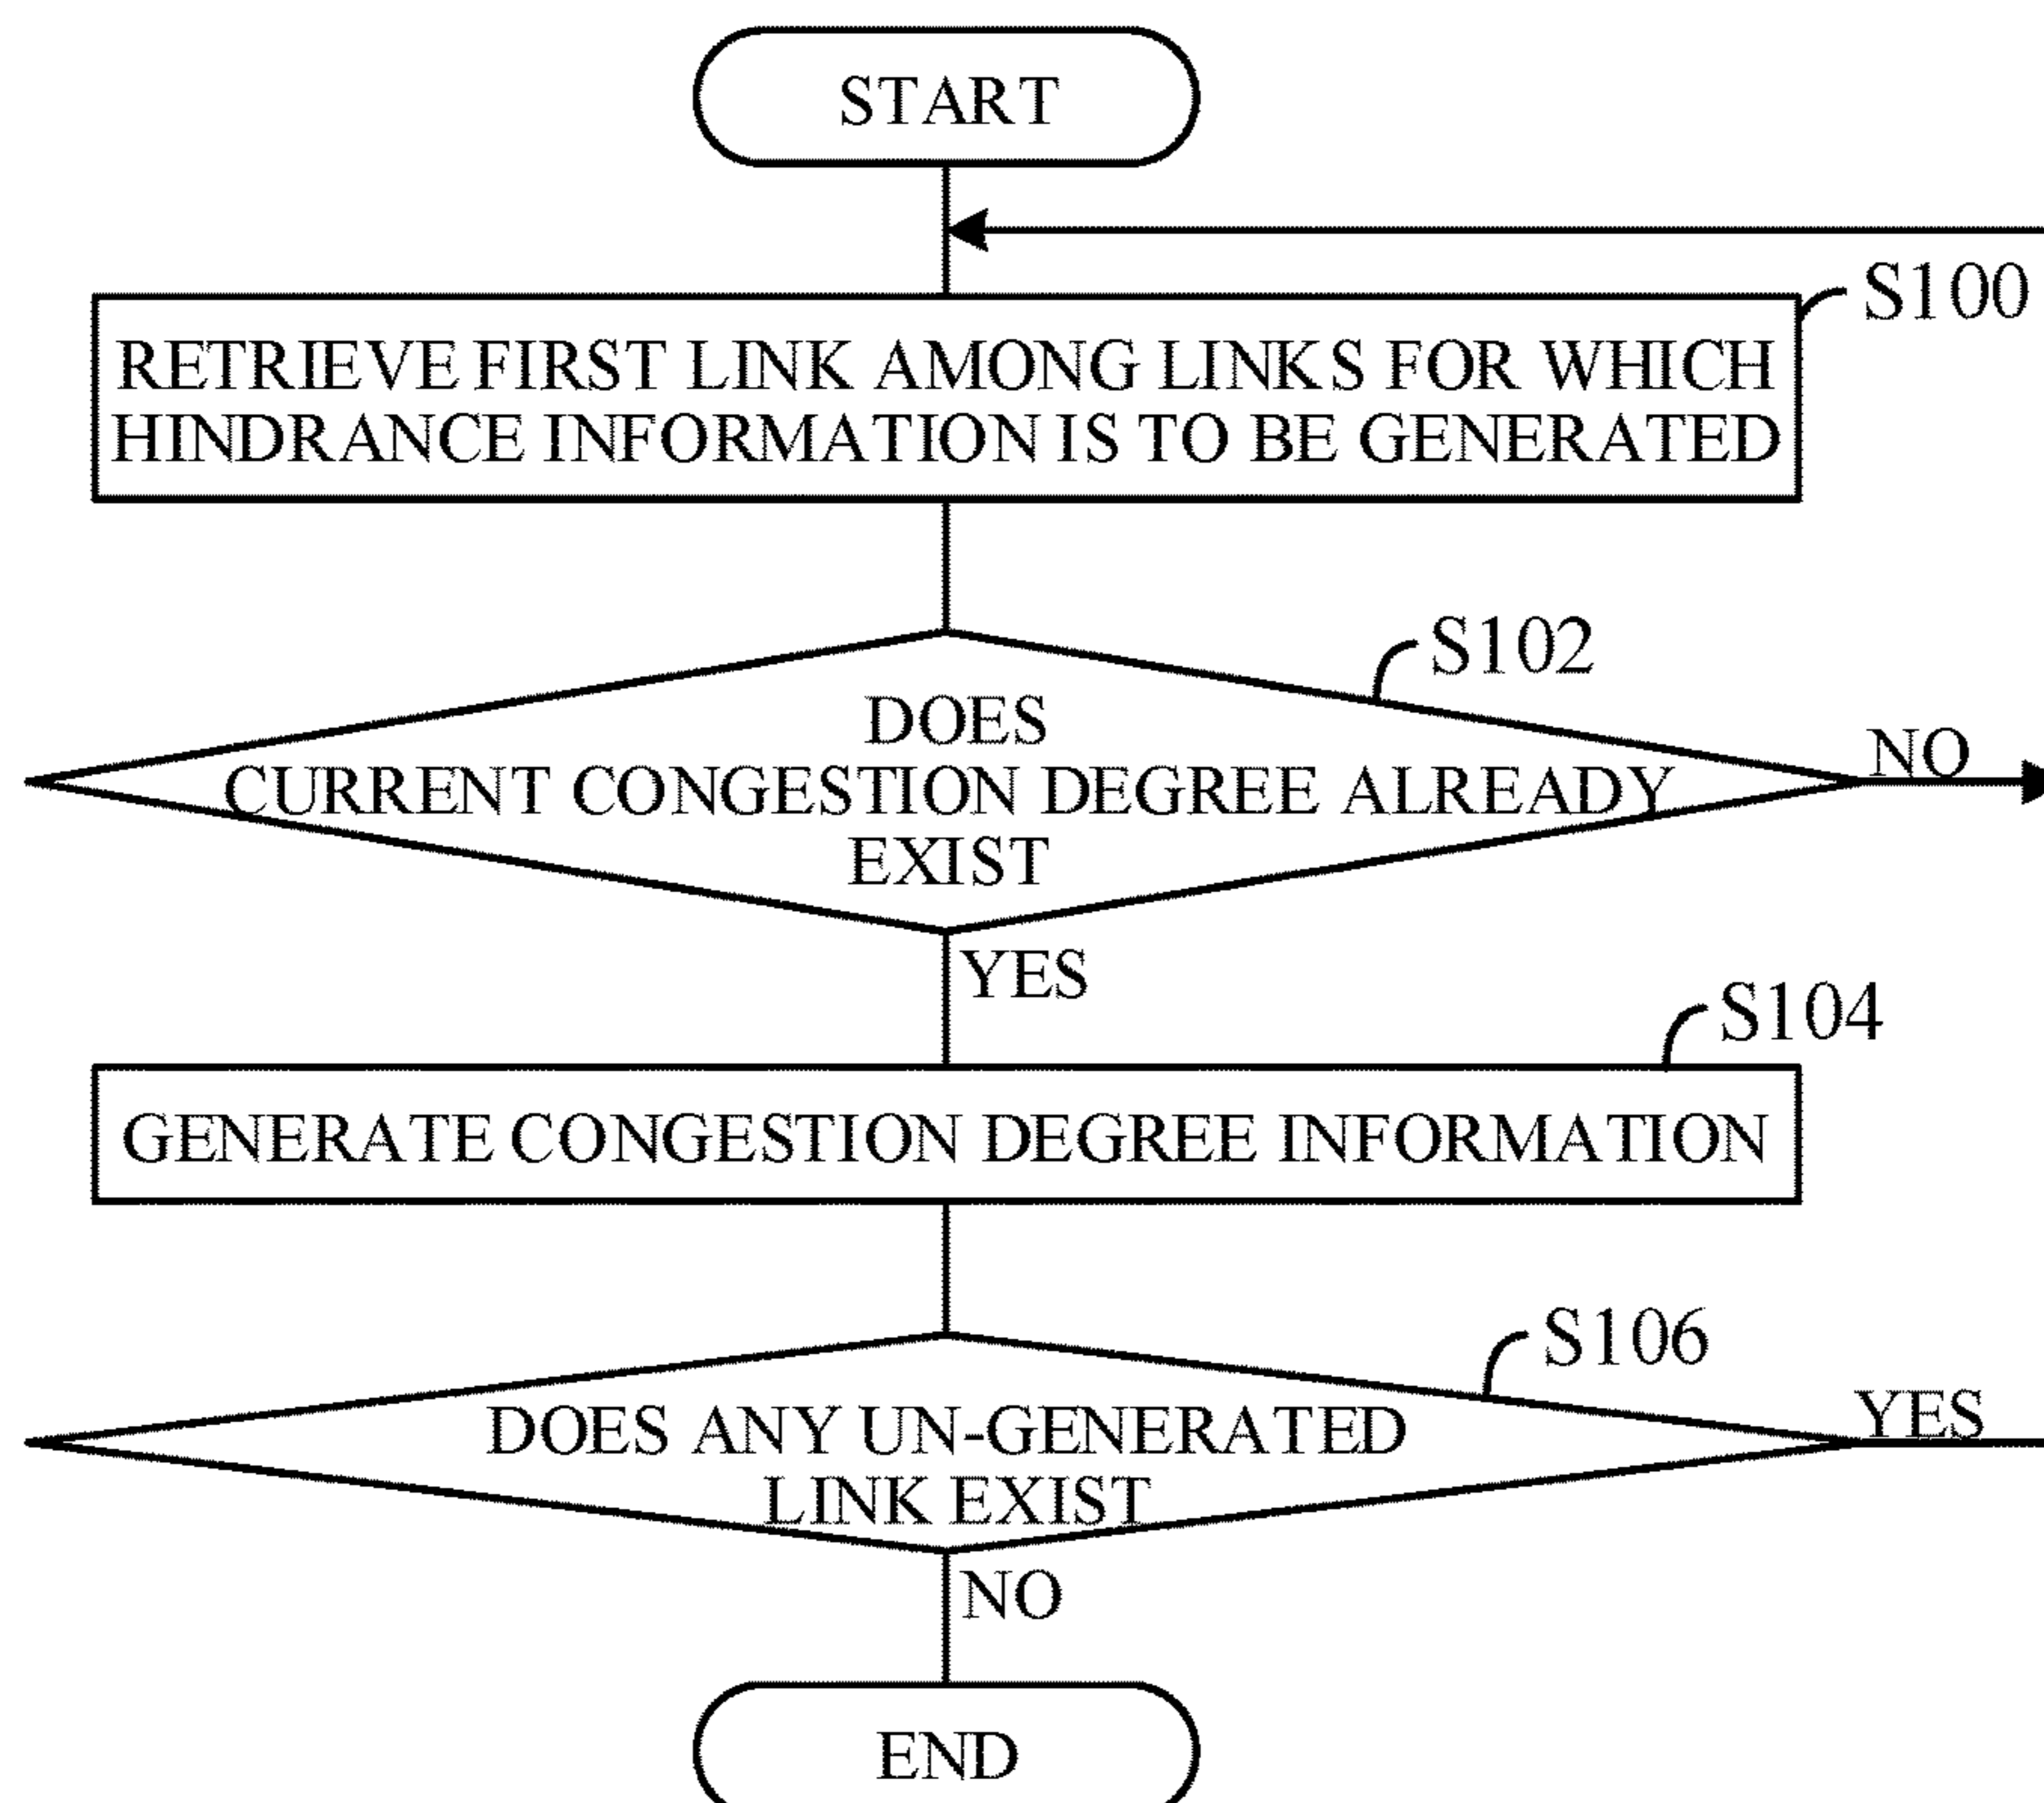 START
S100
RETRIEVE FIRST LINK AMONG LINKS FOR WHICH
HINDRANCE INFORMATION IS TO BE GENERATED
S102
DOES
CURRENT CONGESTION DEGREE ALREADY
EXIST
NO
YES
S104
GENERATE CONGESTION DEGREE INFORMATION
S106
DOES ANY UN-GENERATED
LINK EXIST
YES
NO
END